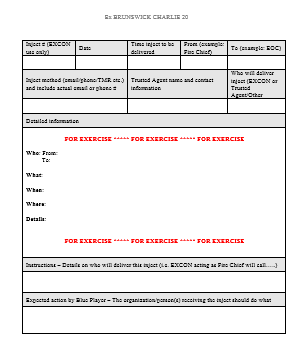 Ex BRUNSWICK CHARLIE 20
Inject # (EXCON use only)
Date
Time inject to be delivered
From (example: Fire Chief)
To (example: EOC)
Inject method (email/phone/TMR etc.) and include actual email or phone #
Trusted Agent name and contact information
Who will deliver inject (EXCON or Trusted Agent/Other
Detailed information
FOR EXERCISE ***** FOR EXERCISE ***** FOR EXERCISE
Who: From:
To:
What:
When:
Where:
Details:
FOR EXERCISE ***** FOR EXERCISE ***** FOR EXERCISE
Instructions – Details on who will deliver this inject (i.e. EXCON acting as Fire Chief will call…..)
Expected action by Blue Player – The organization/person(s) receiving the inject should do what